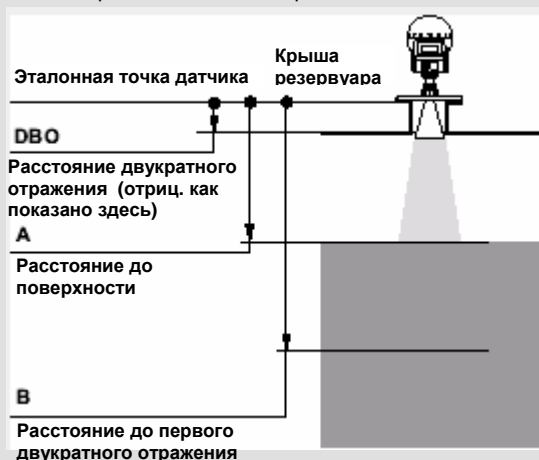 Эталонная точка датчика
Крыша
резервуара
DBO
Расстояние двукратного
отражения (отриц. как
показано здесь)
A
Расстояние до
поверхности
B
Расстояние до первого
двукратного отражения